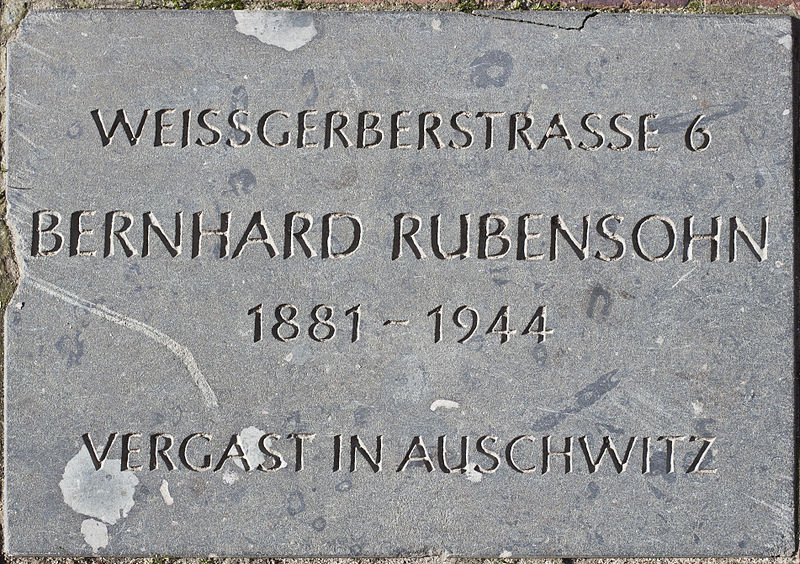 WEISSGERBERSTRASSE 6
BERNHARD RUBENSOHN
1881 - 1944
VERGAST IN AUSCHWITZ